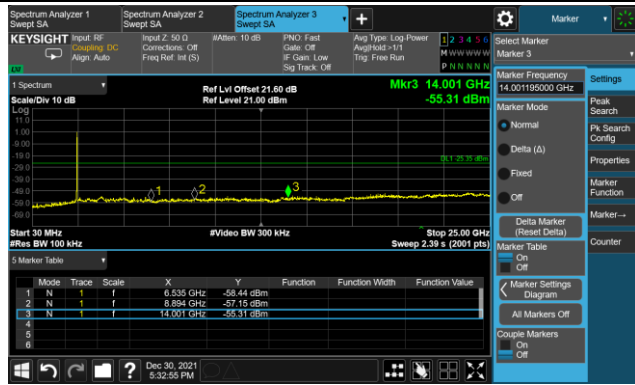 Spectrum Analyzer 1
Swept SA
Spectrum Analyzer 2
Swept SA
Spectrum Analyzer 3
Swept SA
Marker
KEYSIGHT
Input: RF
Coupling: DC
Align: Auto
Input Z: 50 Ω
Corrections: Off
Freq Ref: Int (S)
#Atten: 10 dB
PNO: Fast
Gate: Off
IF Gain: Low
Sig Track: Off
Avg Type: Log-Power
Avg|Hold:>1/1
Trig: Free Run
1 2 3 4 5 6
M W W W W W
P N N N N N
Select Marker
Marker 3
1 Spectrum
Scale/Div 10 dB
Log
Ref Lvl Offset 21.60 dB
Ref Level 21.00 dBm
Mkr3 14.001 GHz
-55.31 dBm
11.0
1.00
-9.00
-19.0
-29.0
-39.0
-49.0
-59.0
-69.0
DL1 -25.35 dBm
1
2
3
Start 30 MHz
#Res BW 100 kHz
#Video BW 300 kHz
Stop 25.00 GHz
Sweep 2.39 s (2001 pts)
5 Marker Table
Mode Trace Scale X Y Function Function Width Function Value
1 N 1 f 6.535 GHz -58.44 dBm
2 N 1 f 8.894 GHz -57.15 dBm
3 N 1 f 14.001 GHz -55.31 dBm
4
5
6
Marker Frequency
14.001195000 GHz
Marker Mode
Normal
Delta (Δ)
Fixed
Off
Delta Marker
(Reset Delta)
Marker Table
On
Off
Marker Settings
Diagram
All Markers Off
Couple Markers
On
Off
Settings
Peak
Search
Pk Search
Config
Properties
Marker
Function
Marker→
Counter
?
Dec 30, 2021
5:32:55 PM